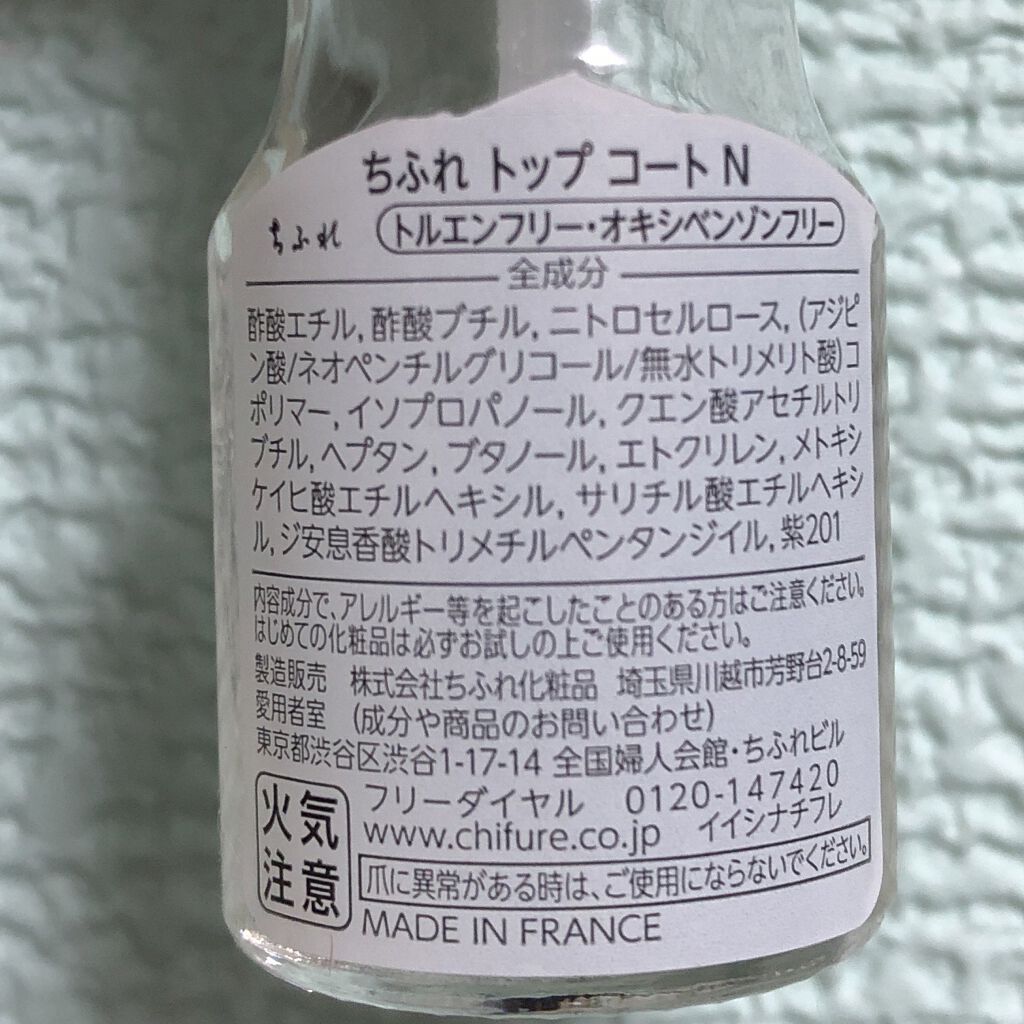 ちふれ トップ コート N
ちふれ トルエンフリー・オキシベンゾンフリー
全成分
酢酸エチル, 酢酸ブチル, ニトロセルロース, (アジピ
ン酸/ネオペンチルグリコール/無水トリメリト酸)コ
ポリマー, イソプロパノール, クエン酸アセチルトリ
ブチル, ヘプタン, ブタノール, エトクリレン, メトキシ
ケイヒ酸エチルヘキシル, サリチル酸エチルヘキシ
ル, ジ安息香酸トリメチルペンタンジイル, 紫201
内容成分で、アレルギー等を起こしたことのある方はご注意ください。
はじめての化粧品は必ずお試しの上ご使用ください。
製造販売 株式会社ちふれ化粧品 埼玉県川越市芳野台2-8-59
愛用者室 (成分や商品のお問い合わせ)
東京都渋谷区渋谷1-17-14 全国婦人会館・ちふれビル
フリーダイヤル 0120-147420
www.chifure.co.jp イイシナチフレ
火気
注意
爪に異常がある時は、ご使用にならないでください。
MADE IN FRANCE